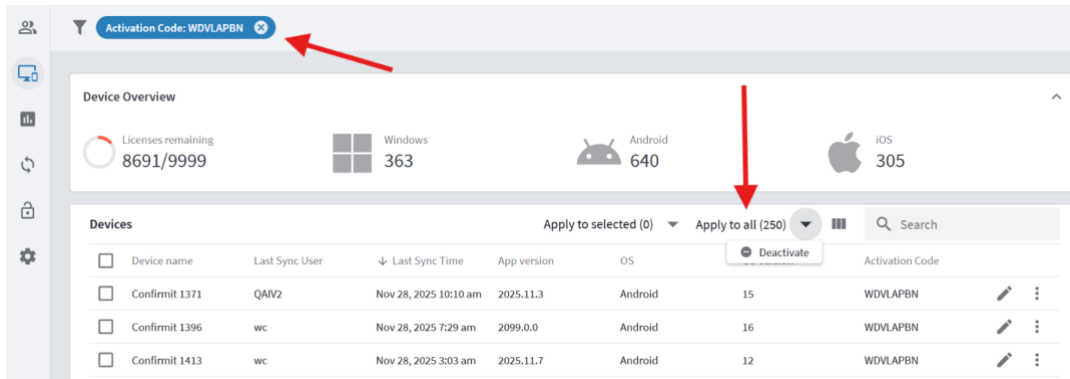 Activation Code: WDVLAPBN
Device Overview
Licenses remaining
8691/9999
Windows
363
Android
640
iOS
305
Devices
Apply to selected (0)
Apply to all (250)
Search
Deactivate
Device name Last Sync User Last Sync Time App version OS Activation Code
Confirmit 1371 QAIV2 Nov 28, 2025 10:10 am 2025.11.3 Android 15 WDVLAPBN
Confirmit 1396 wc Nov 28, 2025 7:29 am 2099.0.0 Android 16 WDVLAPBN
Confirmit 1413 wc Nov 28, 2025 3:03 am 2025.11.7 Android 12 WDVLAPBN